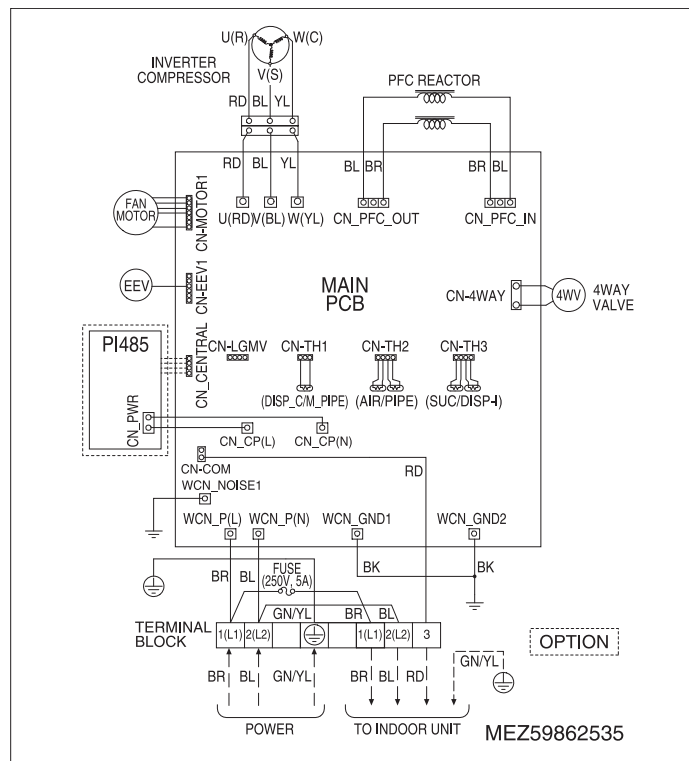 U(R) W(C)
INVERTER
COMPRESSOR
V(S)
PFC REACTOR
RD BL YL
RD BL YL
BL BR
BR BL
FAN
MOTOR
CN-MOTOR1
U(RD) V(BL) W(YL)
CN_PFC_OUT
CN_PFC_IN
EEV
CN-EEV1
MAIN
PCB
CN-4WAY
4WV
4WAY
VALVE
PI485
CN_CENTRAL
CN-LGMV
CN-TH1
CN-TH2
CN-TH3
(DISP_C/M_PIPE)
(AIR/PIPE)
(SUC/DISP-I)
CN_PWR
CN_CP(L)
CN_CP(N)
CN-COM
RD
WCN_NOISE1
WCN_P(L) WCN_P(N)
WCN_GND1
WCN_GND2
BR BL
FUSE
(250V, 5A)
BK
BK
GN/YL
BR BL
TERMINAL
BLOCK
1(L1) 2(L2) 1(L1) 2(L2) 3
OPTION
BR BL GN/YL
BR BL RD
GN/YL
POWER
TO INDOOR UNIT
MEZ59862535